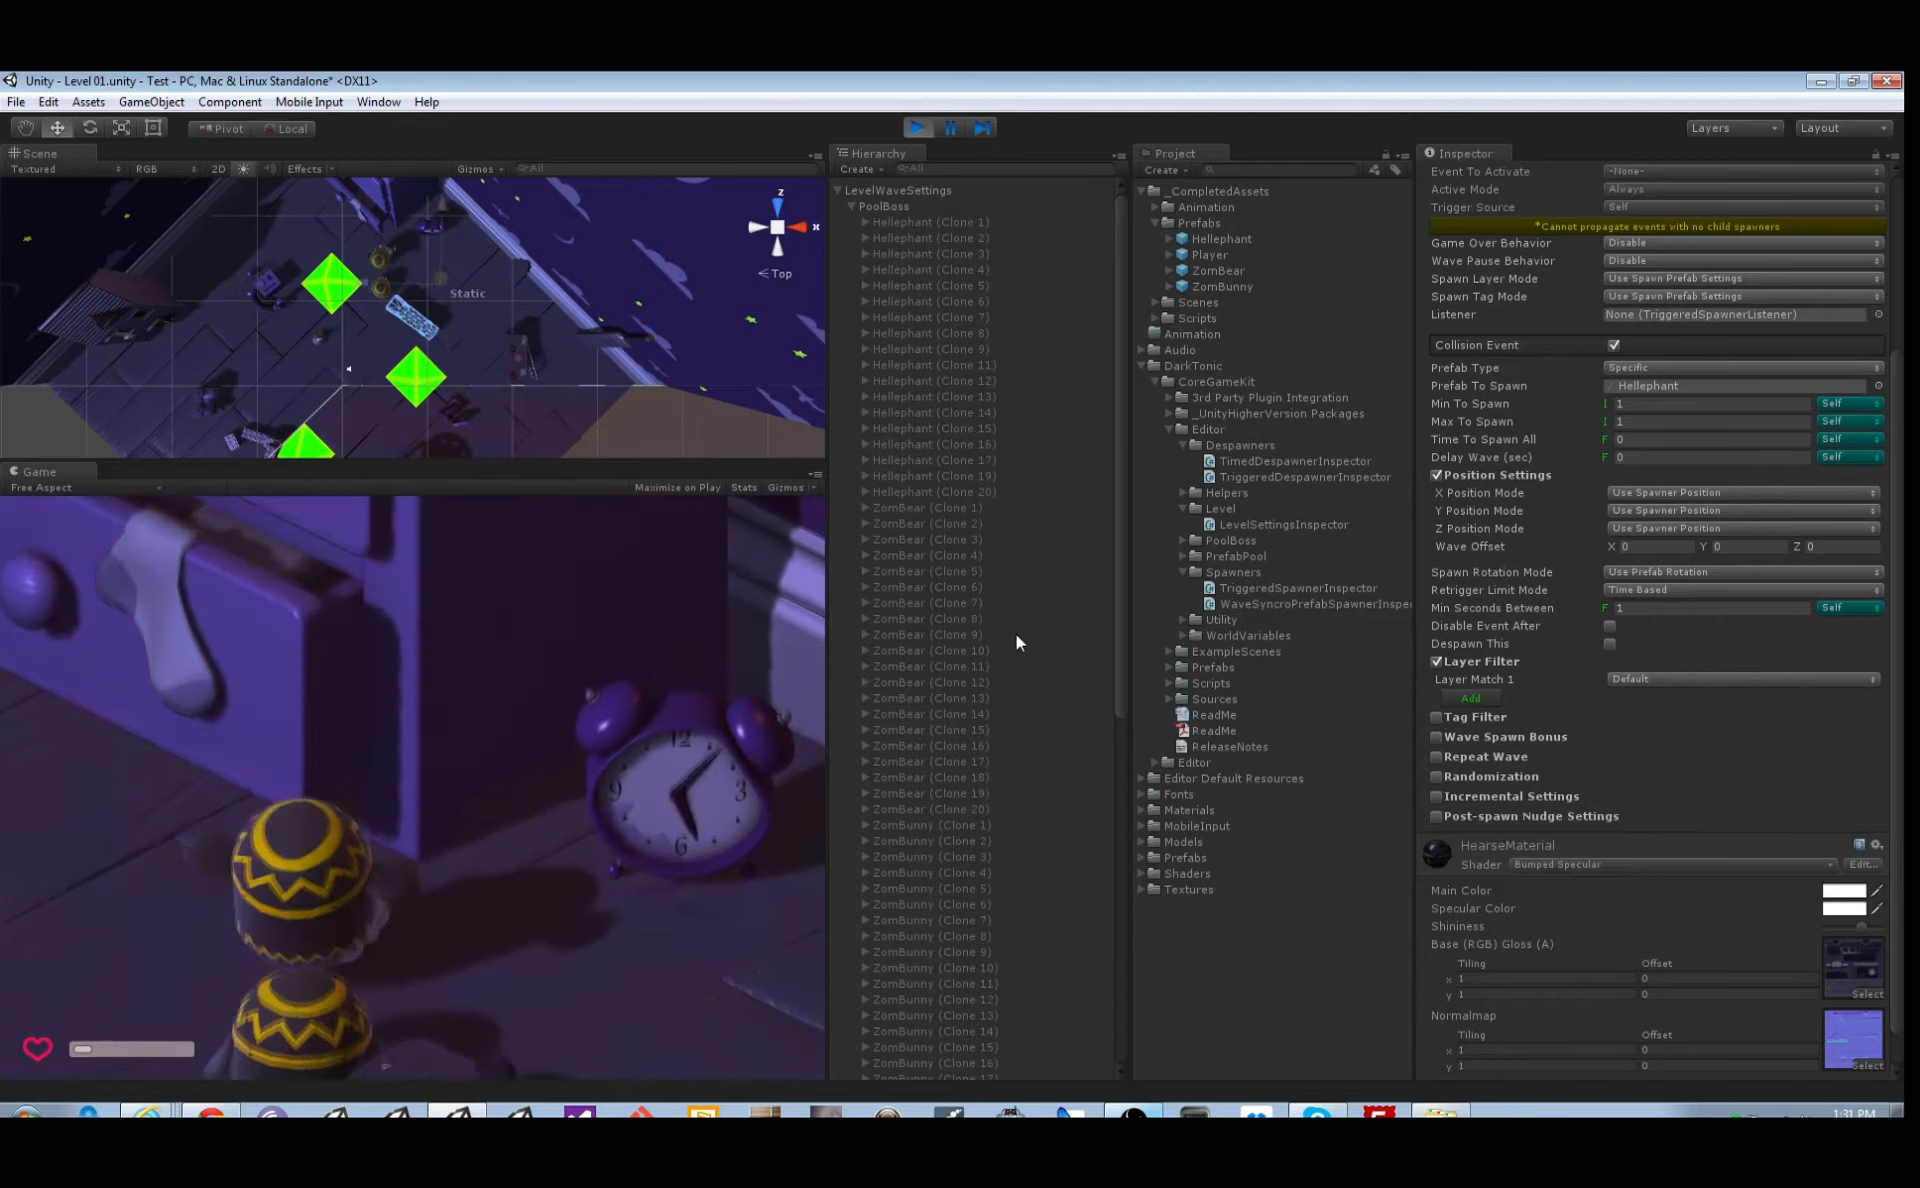 Unity - Level 01.unity - Test - PC, Mac & Linux Standalone* <DX11>
File Edit Assets GameObject Component Mobile Input Window Help
Pivot Local
Layers Layout
Scene
Textured RGB 2D Effects Gizmos All
z
x
Top
Static
Game
Free Aspect
Maximize on Play Stats Gizmos
12
3
6
9
Hierarchy
Create All
LevelWaveSettings
PoolBoss
Hellephant (Clone 1)
Hellephant (Clone 2)
Hellephant (Clone 3)
Hellephant (Clone 4)
Hellephant (Clone 5)
Hellephant (Clone 6)
Hellephant (Clone 7)
Hellephant (Clone 8)
Hellephant (Clone 9)
Hellephant (Clone 11)
Hellephant (Clone 12)
Hellephant (Clone 13)
Hellephant (Clone 14)
Hellephant (Clone 15)
Hellephant (Clone 16)
Hellephant (Clone 17)
Hellephant (Clone 19)
Hellephant (Clone 20)
ZomBear (Clone 1)
ZomBear (Clone 2)
ZomBear (Clone 3)
ZomBear (Clone 4)
ZomBear (Clone 5)
ZomBear (Clone 6)
ZomBear (Clone 7)
ZomBear (Clone 8)
ZomBear (Clone 9)
ZomBear (Clone 10)
ZomBear (Clone 11)
ZomBear (Clone 12)
ZomBear (Clone 13)
ZomBear (Clone 14)
ZomBear (Clone 15)
ZomBear (Clone 16)
ZomBear (Clone 17)
ZomBear (Clone 18)
ZomBear (Clone 19)
ZomBear (Clone 20)
ZomBunny (Clone 1)
ZomBunny (Clone 2)
ZomBunny (Clone 3)
ZomBunny (Clone 4)
ZomBunny (Clone 5)
ZomBunny (Clone 6)
ZomBunny (Clone 7)
ZomBunny (Clone 8)
ZomBunny (Clone 9)
ZomBunny (Clone 10)
ZomBunny (Clone 11)
ZomBunny (Clone 12)
ZomBunny (Clone 13)
ZomBunny (Clone 14)
ZomBunny (Clone 15)
ZomBunny (Clone 16)
ZomBunny (Clone 17)
Project
Create
_CompletedAssets
Animation
Prefabs
Hellephant
Player
ZomBear
ZomBunny
Scenes
Scripts
Animation
Audio
DarkTonic
CoreGameKit
3rd Party Plugin Integration
_UnityHigherVersion Packages
Editor
Despawners
TimedDespawnerInspector
TriggeredDespawnerInspector
Helpers
Level
LevelSettingsInspector
PoolBoss
PrefabPool
Spawners
TriggeredSpawnerInspector
WaveSyncroPrefabSpawnerInspe
Utility
WorldVariables
ExampleScenes
Prefabs
Scripts
Sources
ReadMe
ReadMe
ReleaseNotes
Editor
Editor Default Resources
Fonts
Materials
MobileInput
Models
Prefabs
Shaders
Textures
Inspector
Event To Activate -None-
Active Mode Always
Trigger Source Self
*Cannot propagate events with no child spawners
Game Over Behavior Disable
Wave Pause Behavior Disable
Spawn Layer Mode Use Spawn Prefab Settings
Spawn Tag Mode Use Spawn Prefab Settings
Listener None (TriggeredSpawnerListener)
Collision Event
Prefab Type Specific
Prefab To Spawn Hellephant
Min To Spawn I 1 Self
Max To Spawn I 1 Self
Time To Spawn All F 0 Self
Delay Wave (sec) F 0 Self
Position Settings
X Position Mode Use Spawner Position
Y Position Mode Use Spawner Position
Z Position Mode Use Spawner Position
Wave Offset X 0 Y 0 Z 0
Spawn Rotation Mode Use Prefab Rotation
Retrigger Limit Mode Time Based
Min Seconds Between F 1 Self
Disable Event After
Despawn This
Layer Filter
Layer Match 1 Default
Add
Tag Filter
Wave Spawn Bonus
Repeat Wave
Randomization
Incremental Settings
Post-spawn Nudge Settings
HearseMaterial
Shader Bumped Specular Edit...
Main Color
Specular Color
Shininess
Base (RGB) Gloss (A)
Tiling Offset
x 1 0
y 1 0
Select
Normalmap
Tiling Offset
x 1 0
y 1 0
Select
1:31 PM